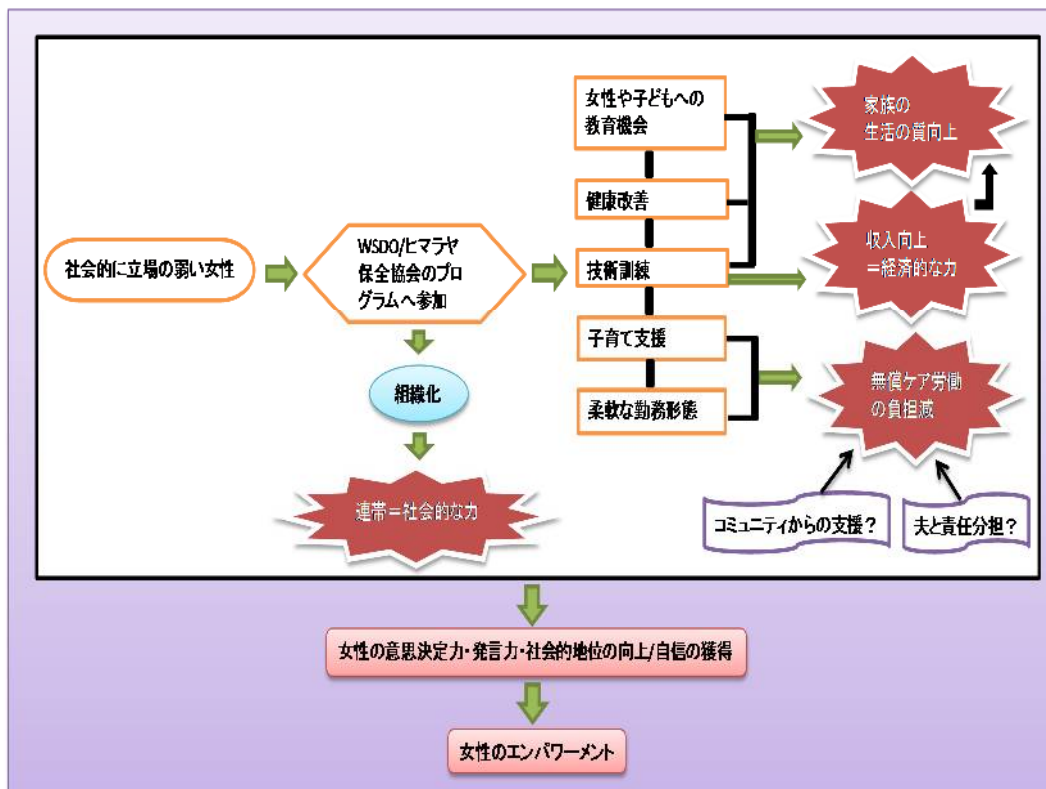 社会的に立場の弱い女性
WSDO/ヒマラヤ
保全協会のプロ
グラムへ参加
組織化
連帯＝社会的な力
女性や子どもへの
教育機会
健康改善
技術訓練
子育て支援
柔軟な勤務形態
家族の
生活の質向上
収入向上
＝経済的な力
無償ケア労働
の負担減
コミュニティからの支援？
夫と責任分担？
女性の意思決定力・発言力・社会的地位の向上/自信の獲得
女性のエンパワーメント